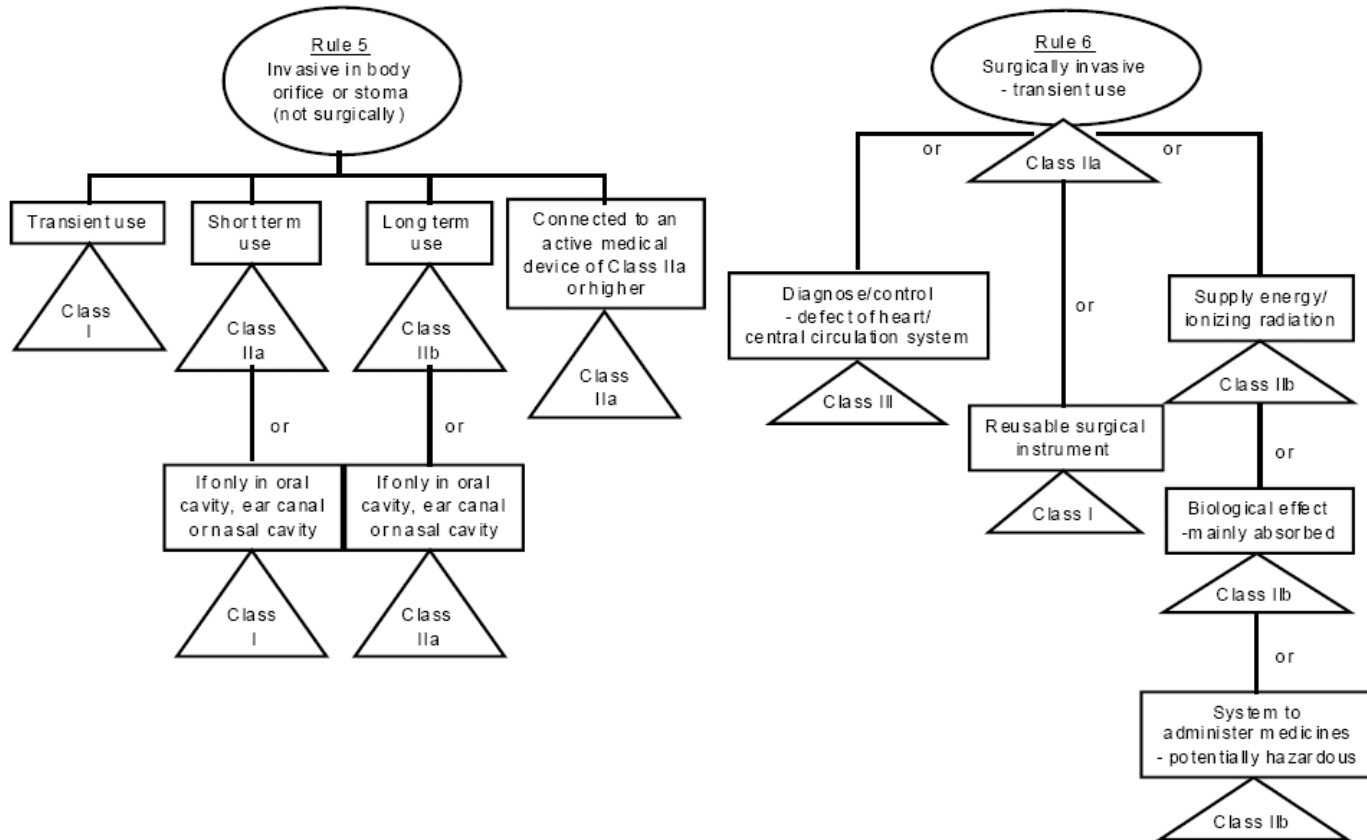 Rule 5
Invasive in body
orifice or stoma
(not surgically)
Transient use
Class
I
Short term
use
Class
IIa
or
If only in oral
cavity, ear canal
or nasal cavity
Class
I
Long term
use
Class
IIb
or
If only in oral
cavity, ear canal
or nasal cavity
Class
IIa
Connected to an
active medical
device of Class IIa
or higher
Class
IIa
Rule 6
Surgically invasive
- transient use
Class IIa
or
Diagnose/control
- defect of heart/
central circulation system
Class III
or
Reusable surgical
instrument
Class I
or
Supply energy/
ionizing radiation
Class IIb
or
Biological effect
-mainly absorbed
Class IIb
or
System to
administer medicines
- potentially hazardous
Class IIb